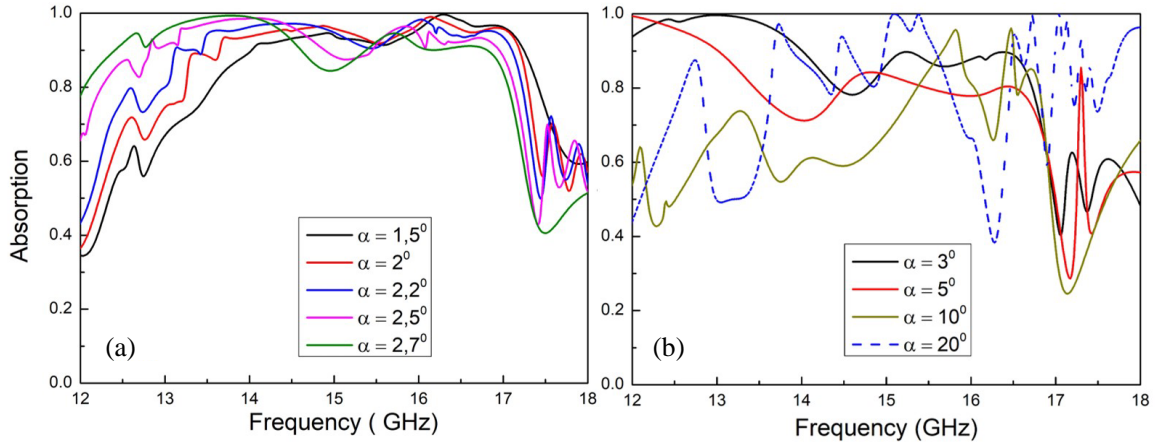 Absorption
1.0
0.8
0.6
0.4
0.2
0.0
12
13
14
15
16
17
18
Frequency ( GHz)
α = 1,5⁰
α = 2⁰
α = 2,2⁰
α = 2,5⁰
α = 2,7⁰
(a)
1.0
0.8
0.6
0.4
0.2
0.0
12
13
14
15
16
17
18
Frequency (GHz)
α = 3⁰
α = 5⁰
α = 10⁰
α = 20⁰
(b)